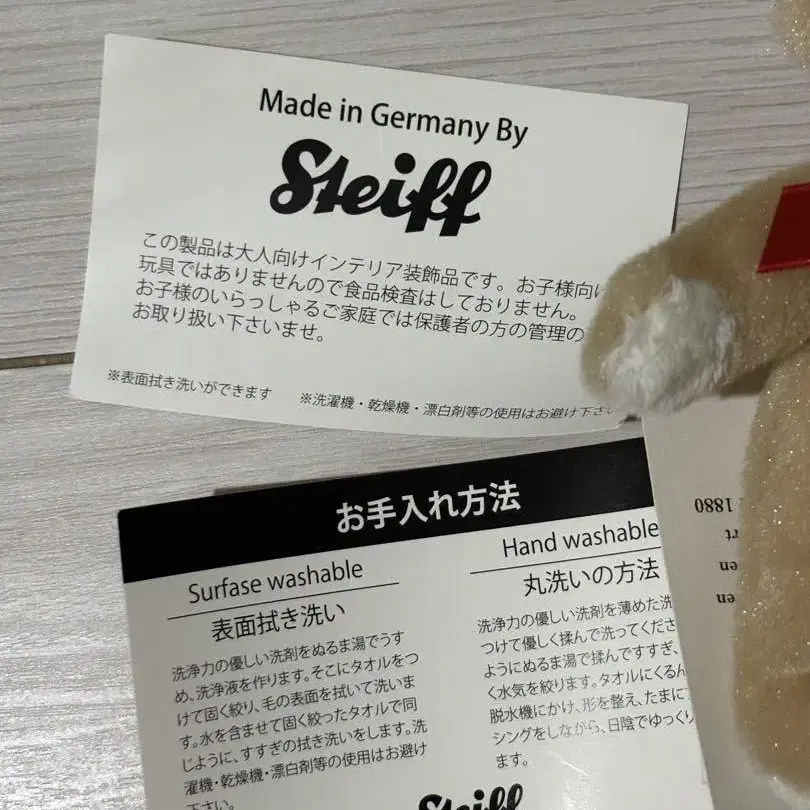 Made in Germany By
Steiff
この製品は大人向けインテリア装飾品です。お子様向け
玩具ではありませんので食品検査はしておりません。
お子様のいらっしゃるご家庭では保護者の方の管理の
お取り扱い下さいませ。
※表面拭き洗いができます ※洗濯機・乾燥機・漂白剤等の使用はお避け下さい
お手入れ方法
Surfase washable
表面拭き洗い
洗浄力の優しい洗剤をぬるま湯でうす
め、洗浄液を作ります。そこにタオルをつ
けて固く絞り、毛の表面を拭いて洗いま
す。水を含ませて固く絞ったタオルで同
じように、すすぎの拭き洗いをします。洗
濯機・乾燥機・漂白剤等の使用はお避け
下さい。
Hand washable
丸洗いの方法
洗浄力の優しい洗剤を薄めた洗
つけて優しく揉んで洗ってくださ
ようにぬるま湯で揉んですすぎ、
く水気を絞ります。タオルにくるん
脱水機にかけ、形を整え、たまに
シングをしながら、日陰でゆっくり
ます。
Steiff
1880
rt
en
en